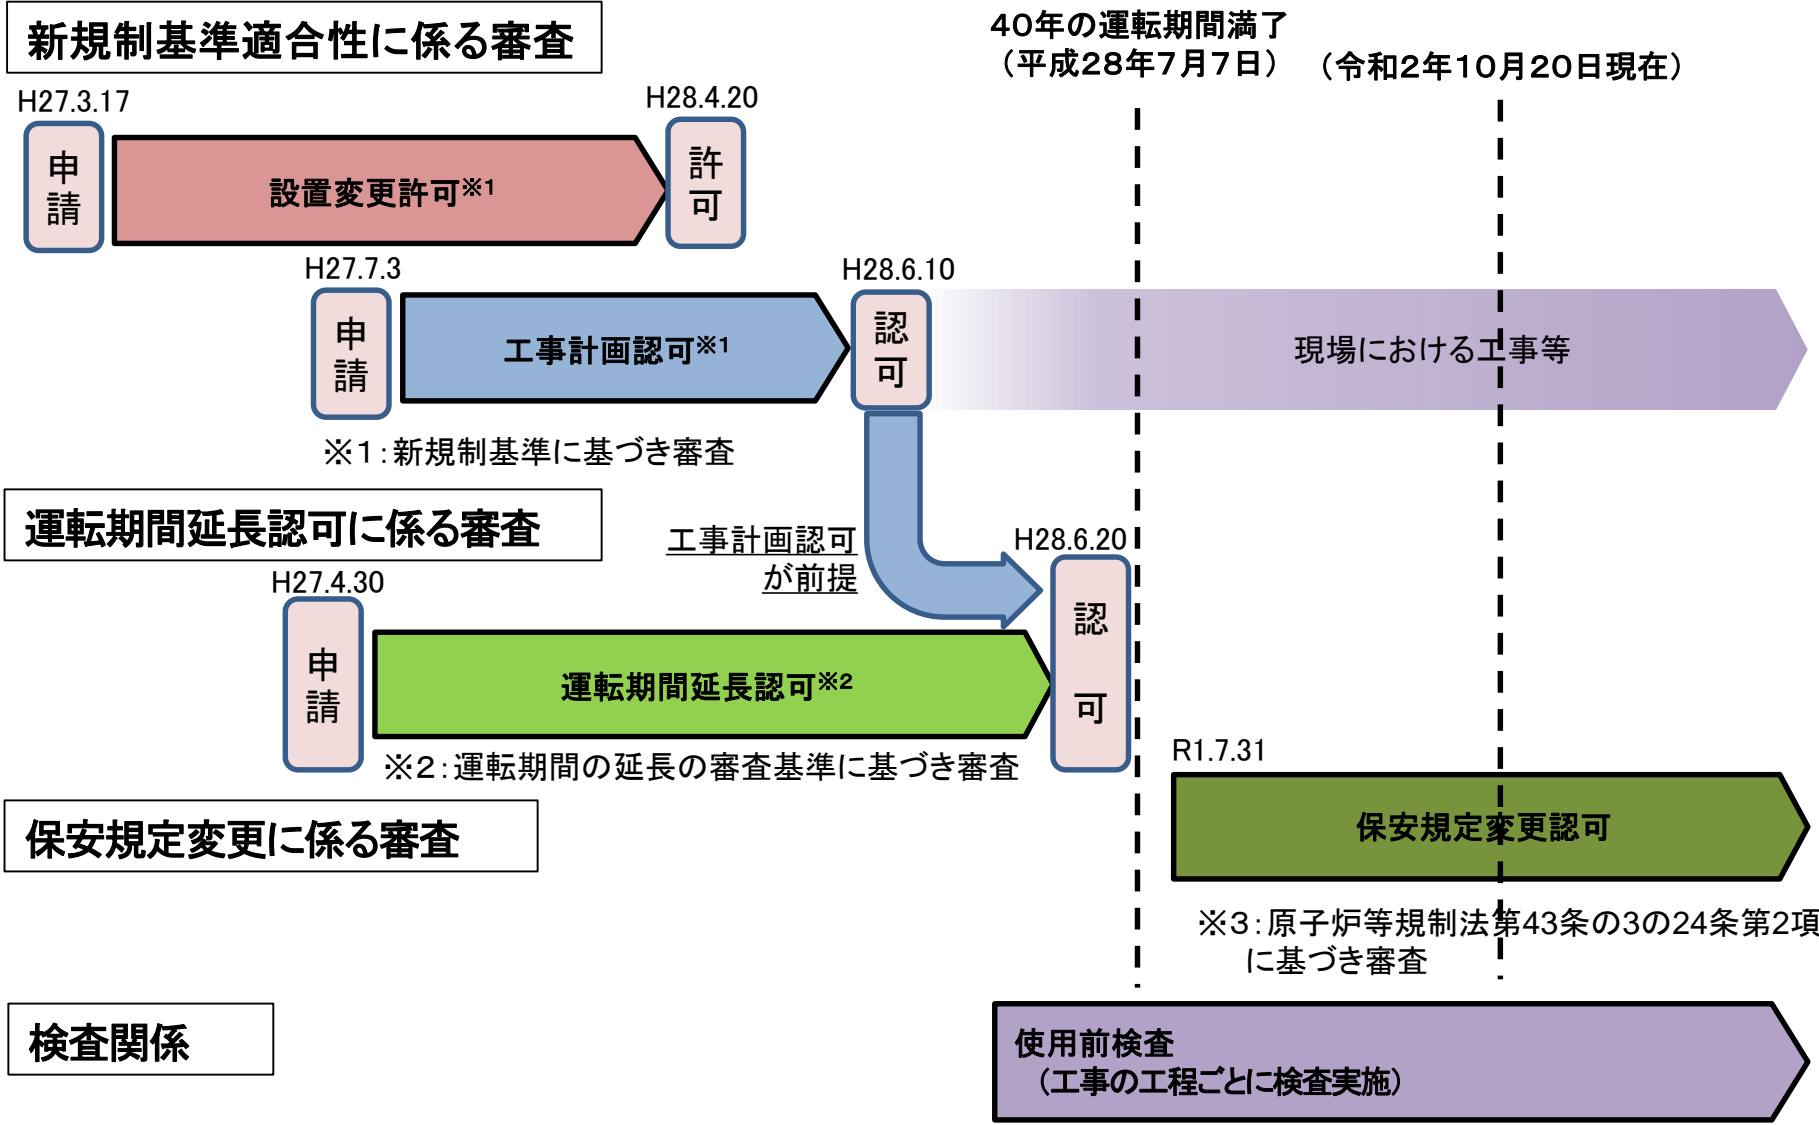 新規制基準適合性に係る審査
40年の運転期間満了
（平成28年7月7日）
（令和2年10月20日現在）
H27.3.17
申請
設置変更許可※1
H28.4.20
許可
H27.7.3
申請
工事計画認可※1
H28.6.10
認可
現場における工事等
※1：新規制基準に基づき審査
運転期間延長認可に係る審査
工事計画認可
が前提
H28.6.20
認可
H27.4.30
申請
運転期間延長認可※2
※2：運転期間の延長の審査基準に基づき審査
R1.7.31
保安規定変更に係る審査
保安規定変更認可
※3：原子炉等規制法第43条の3の24条第2項
に基づき審査
検査関係
使用前検査
（工事の工程ごとに検査実施）